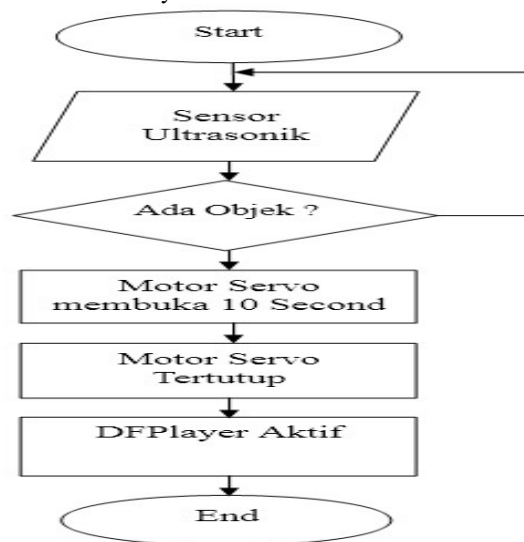 Start
Sensor
Ultrasonik
Ada Objek ?
Motor Servo
membuka 10 Second
Motor Servo
Tertutup
DFPlayer Aktif
End